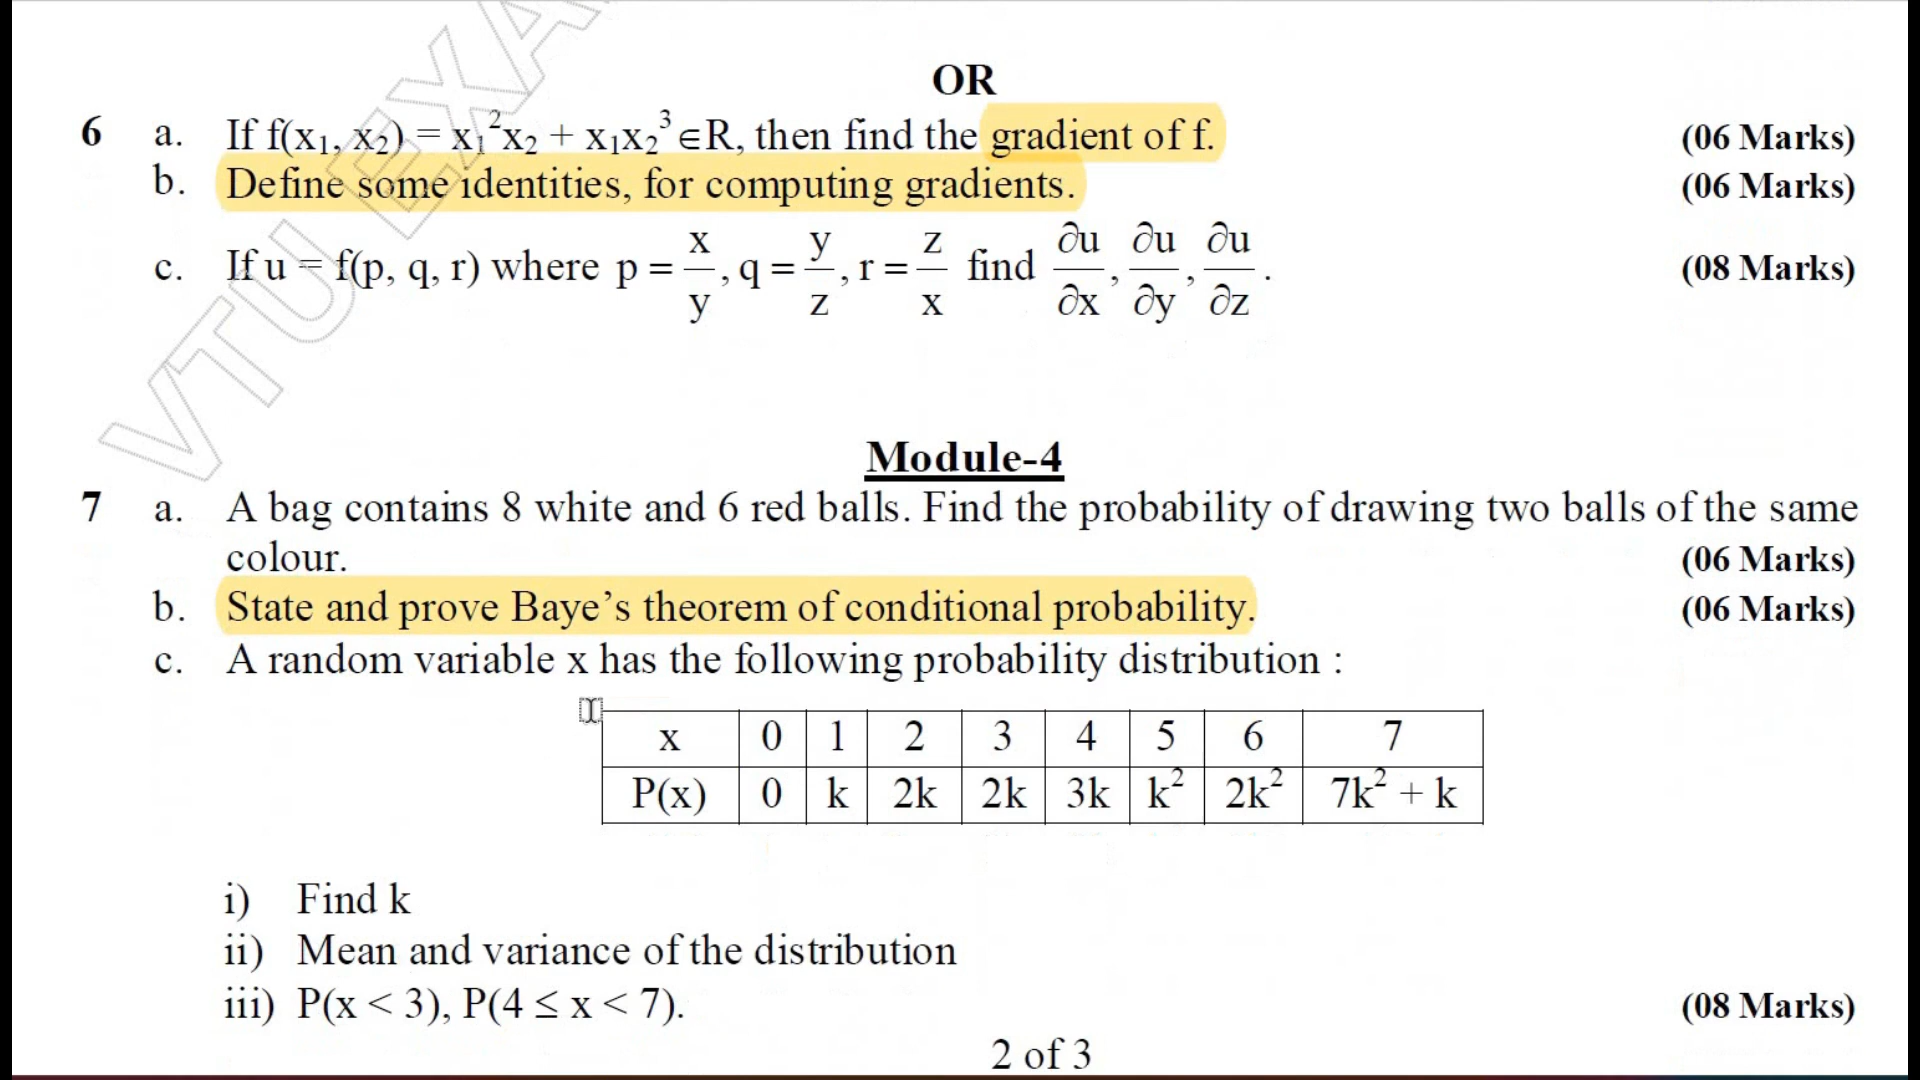 OR
6 a. If f(x₁, x₂) = x₁²x₂ + x₁x₂³ ∈R, then find the gradient of f. (06 Marks)
b. Define some identities, for computing gradients. (06 Marks)
c. If u = f(p, q, r) where p = x/y, q = y/z, r = z/x find ∂u/∂x, ∂u/∂y, ∂u/∂z. (08 Marks)
VTU EXA
Module-4
7 a. A bag contains 8 white and 6 red balls. Find the probability of drawing two balls of the same
colour. (06 Marks)
b. State and prove Baye's theorem of conditional probability. (06 Marks)
c. A random variable x has the following probability distribution :
x 0 1 2 3 4 5 6 7
P(x) 0 k 2k 2k 3k k² 2k² 7k² + k
i) Find k
ii) Mean and variance of the distribution
iii) P(x < 3), P(4 ≤ x < 7). (08 Marks)
2 of 3